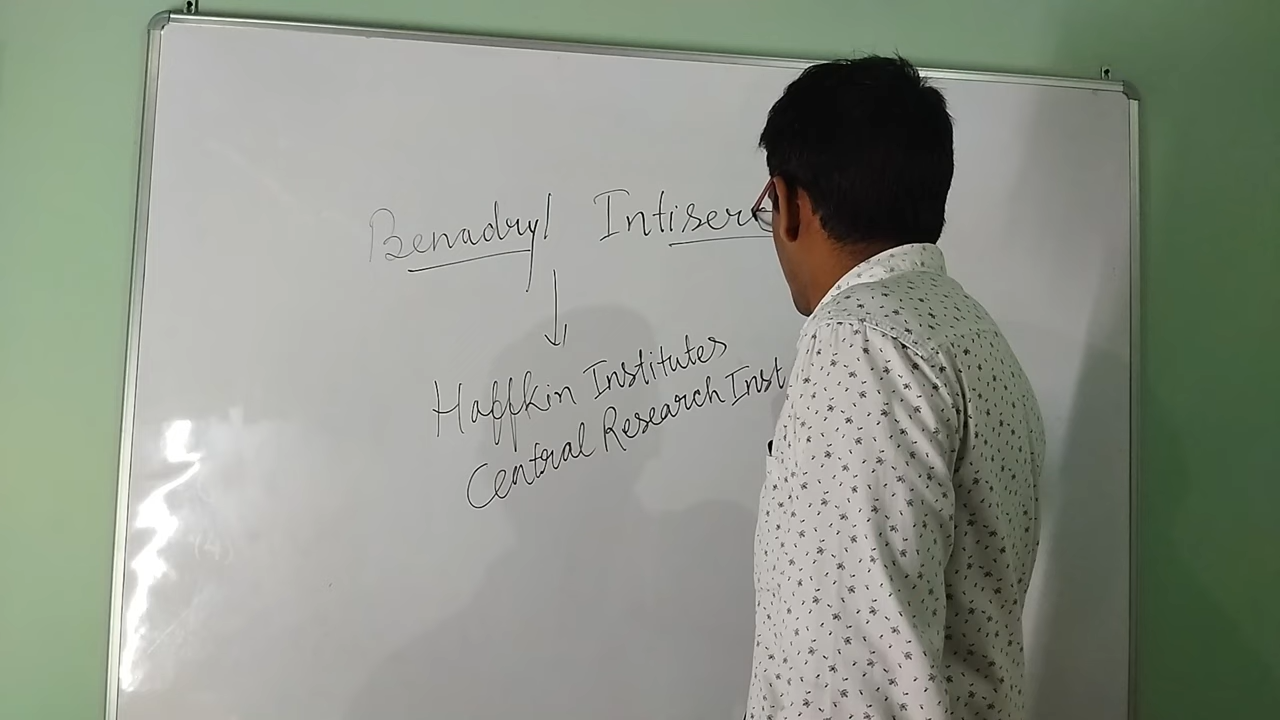 Benadryl Intiser
Haffkin Institutes
Central Research Inst